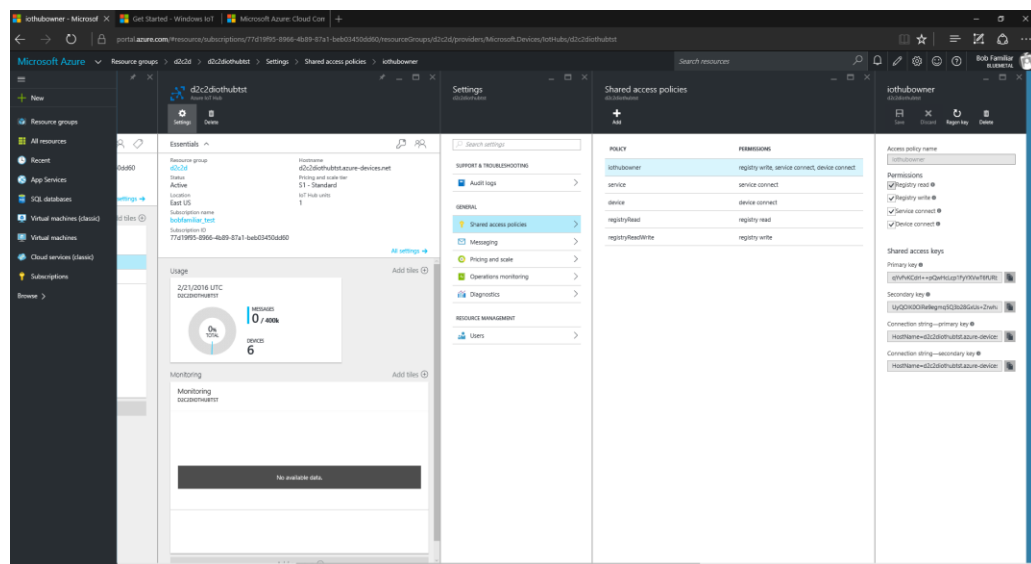 iothubowner - Microsof
Get Started - Windows IoT
Microsoft Azure: Cloud Com
portal.azure.com/#resource/subscriptions/77d19f95-8966-4b89-87a1-beb03450dd60/resourceGroups/d2c2d/providers/Microsoft.Devices/IotHubs/d2c2diothubtst
Microsoft Azure
Resource groups > d2c2d > d2c2diothubtst > Settings > Shared access policies > iothubowner
Search resources
Bob Familiar
BLUEMETAL
New
Resource groups
All resources
Recent
App Services
SQL databases
Virtual machines (classic)
Virtual machines
Cloud services (classic)
Subscriptions
Browse >
0dd60
settings →
d2c2diothubtst
Azure IoT Hub
Settings
Delete
Essentials
Resource group
d2c2d
Status
Active
Location
East US
Subscription name
bobfamiliar_test
Subscription ID
77d19f95-8966-4b89-87a1-beb03450dd60
Hostname
d2c2diothubtst.azure-devices.net
Pricing and scale tier
S1 - Standard
IoT Hub units
1
All settings →
Usage
Add tiles
2/21/2016 UTC
D2C2DIOTHUBTST
0%
TOTAL
MESSAGES
0 / 400k
DEVICES
6
Monitoring
Add tiles
Monitoring
D2C2DIOTHUBTST
No available data.
Settings
d2c2diothubtst
Search settings
SUPPORT & TROUBLESHOOTING
Audit logs
GENERAL
Shared access policies
Messaging
Pricing and scale
Operations monitoring
Diagnostics
RESOURCE MANAGEMENT
Users
Shared access policies
d2c2diothubtst
Add
POLICY PERMISSIONS
iothubowner registry write, service connect, device connect
service service connect
device device connect
registryRead registry read
registryReadWrite registry write
iothubowner
d2c2diothubtst
Save
Discard
Regen key
Delete
Access policy name
iothubowner
Permissions
Registry read
Registry write
Service connect
Device connect
Shared access keys
Primary key
Secondary key
Connection string—primary key
HostName=d2c2diothubtst.azure-device:
Connection string—secondary key
HostName=d2c2diothubtst.azure-device: